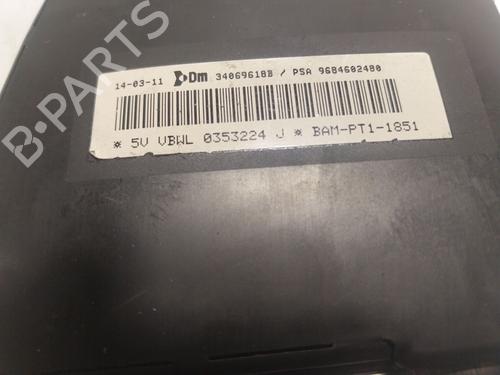 14-03-11 Dm 34069618B / PSA 9684602480
* 5V VBWL 0353224 J * BAM-PT1-1851
B-PARTS